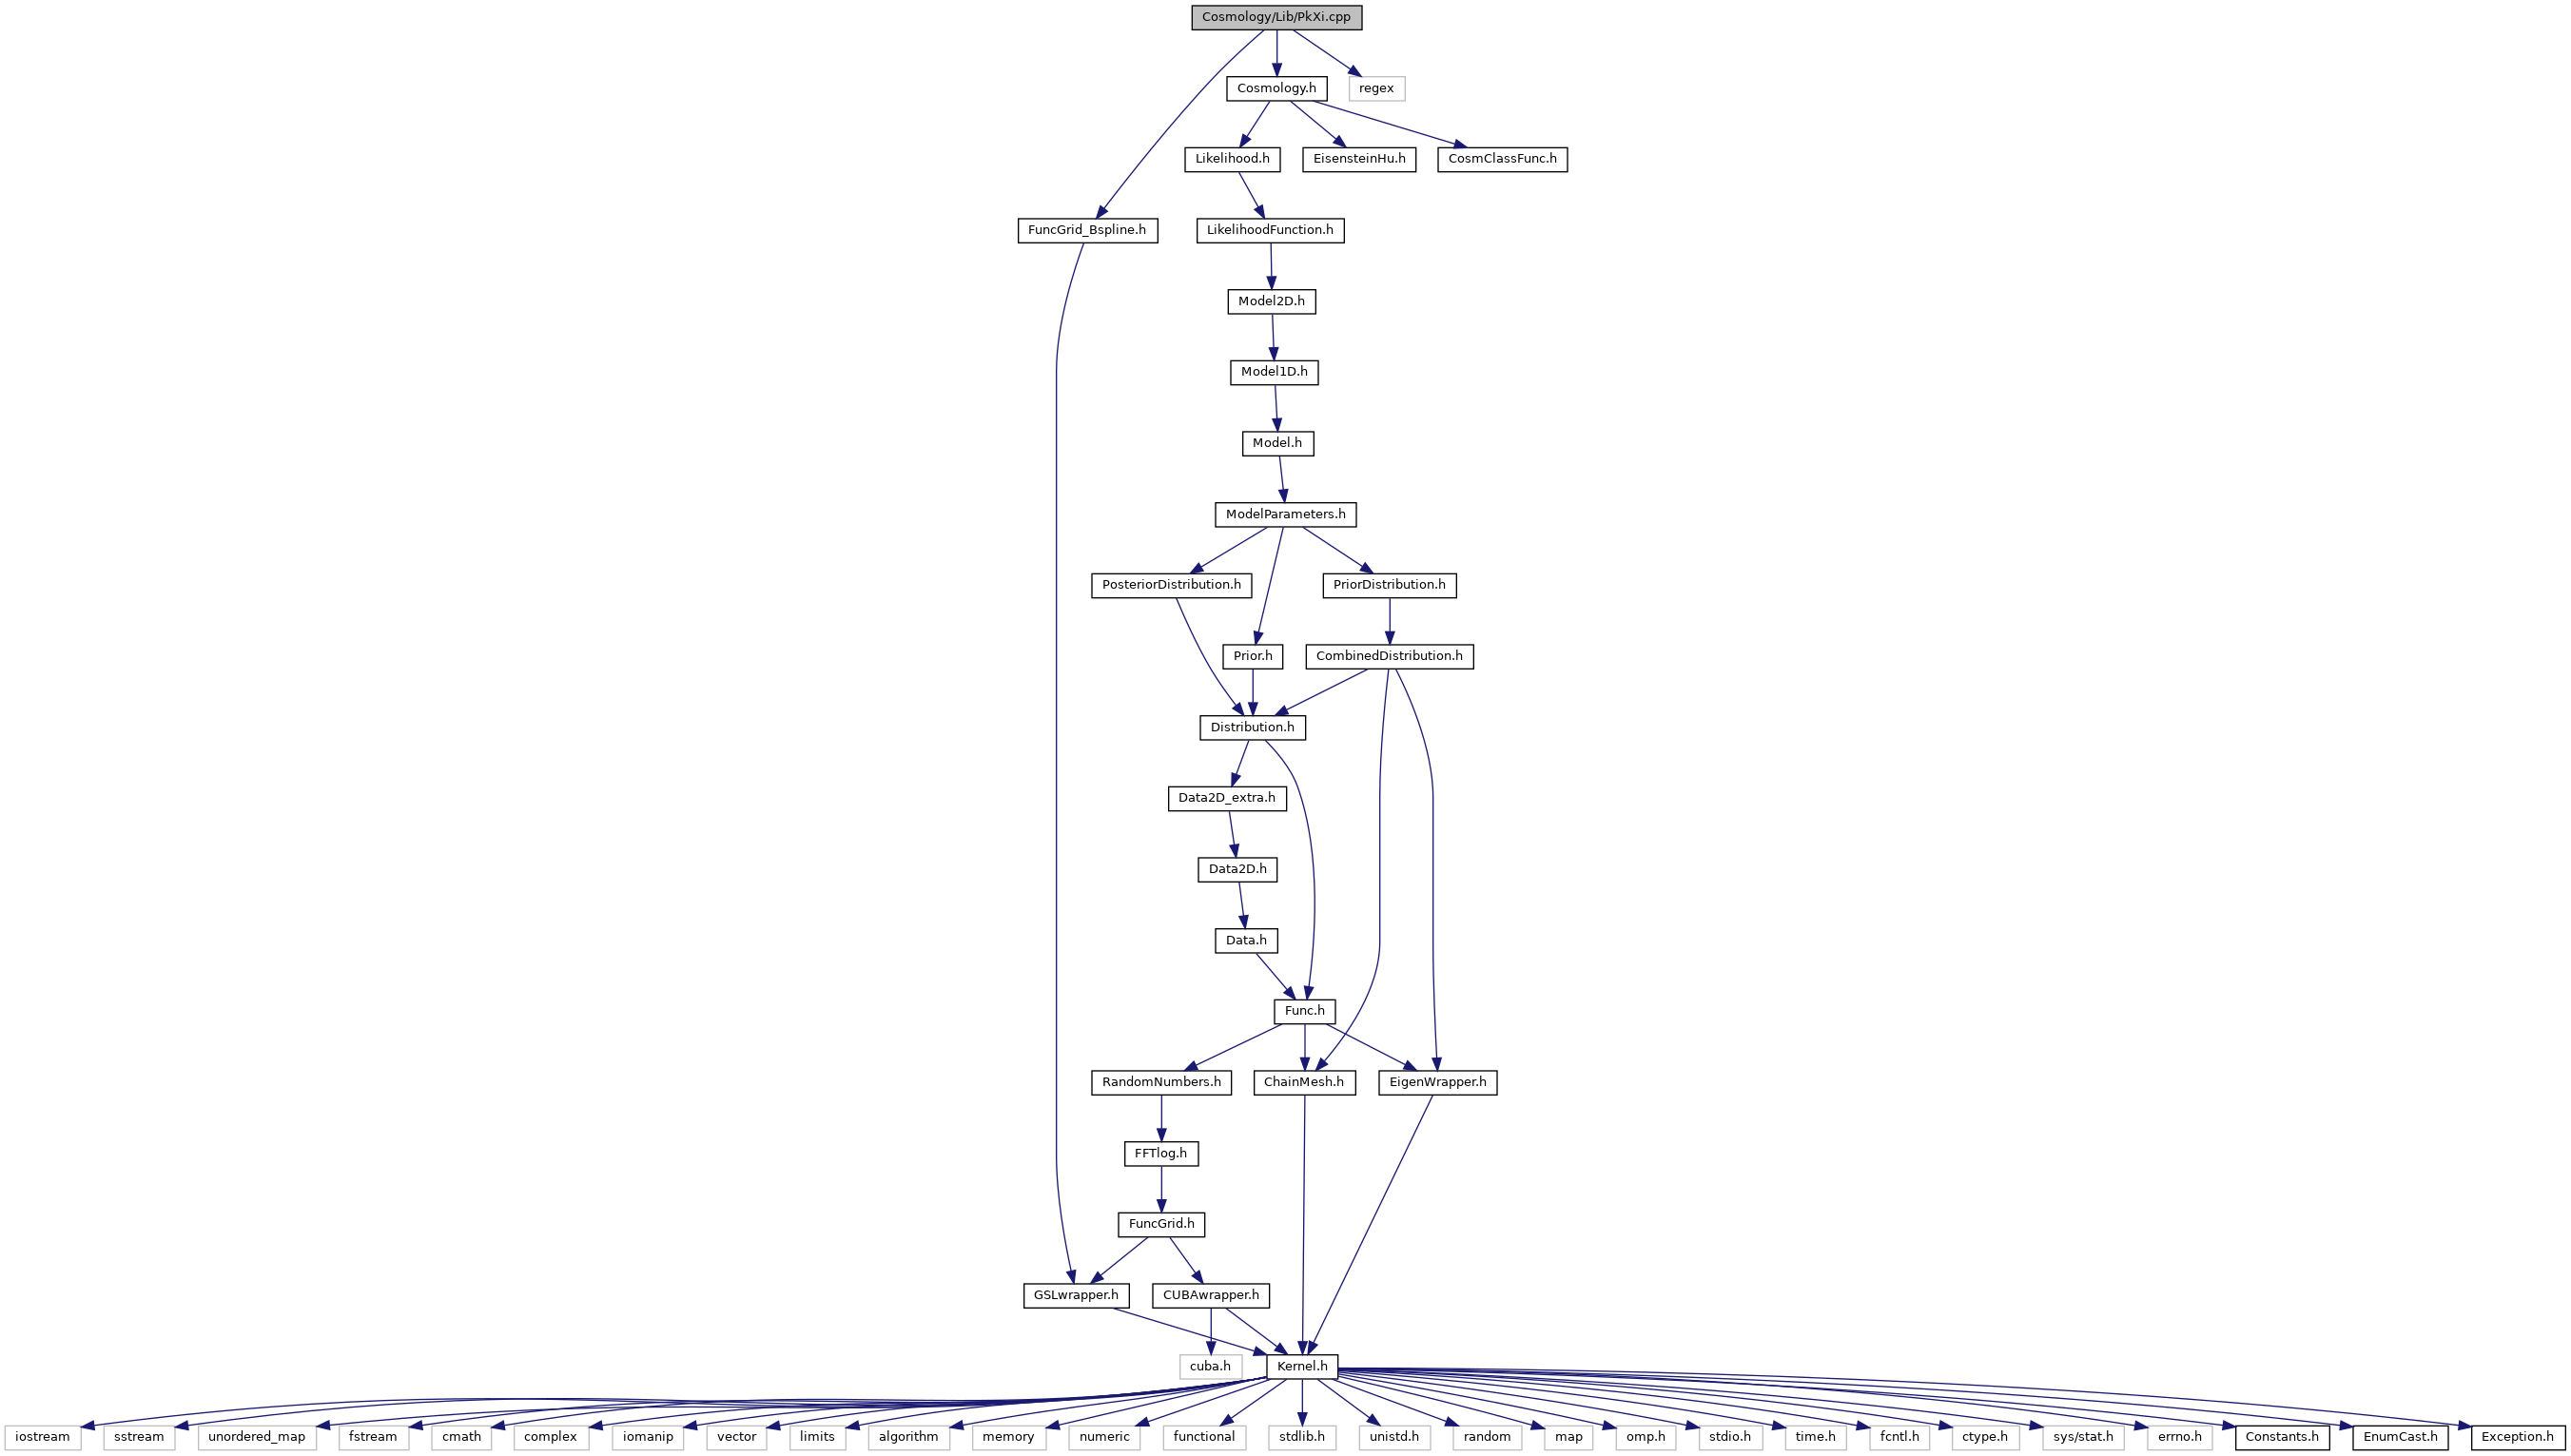 Cosmology/Lib/PkXi.cpp
Cosmology.h
regex
Likelihood.h
EisensteinHu.h
CosmClassFunc.h
FuncGrid_Bspline.h
LikelihoodFunction.h
Model2D.h
Model1D.h
Model.h
ModelParameters.h
PosteriorDistribution.h
PriorDistribution.h
Prior.h
CombinedDistribution.h
Distribution.h
Data2D_extra.h
Data2D.h
Data.h
Func.h
RandomNumbers.h
ChainMesh.h
EigenWrapper.h
FFTlog.h
FuncGrid.h
GSLwrapper.h
CUBAwrapper.h
cuba.h
Kernel.h
iostream
sstream
unordered_map
fstream
cmath
complex
iomanip
vector
limits
algorithm
memory
numeric
functional
stdlib.h
unistd.h
random
map
omp.h
stdio.h
time.h
fcntl.h
ctype.h
sys/stat.h
errno.h
Constants.h
EnumCast.h
Exception.h